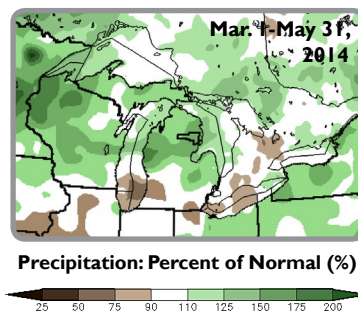 Mar. 1-May 31,
2014
Precipitation: Percent of Normal (%)
25 50 75 90 110 125 150 175 200